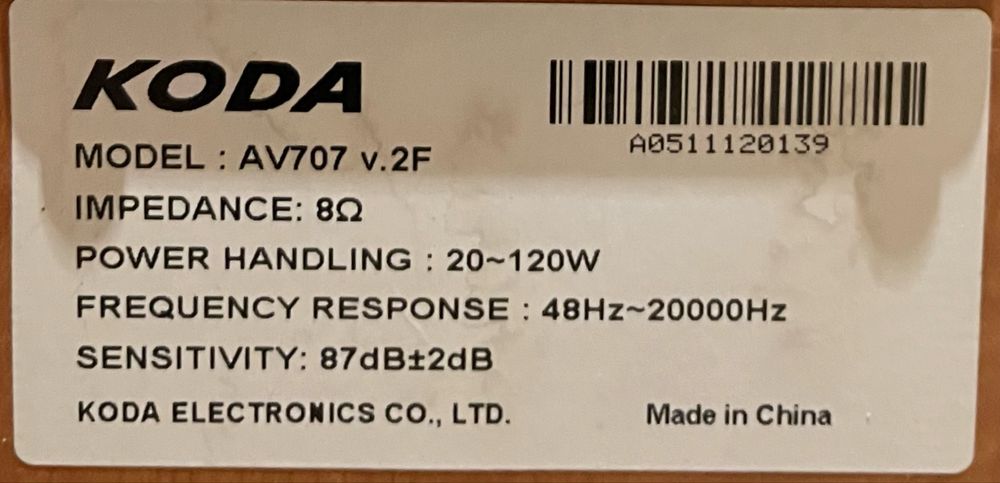 KODA
A0511120139
MODEL : AV707 v.2F
IMPEDANCE: 8Ω
POWER HANDLING : 20~120W
FREQUENCY RESPONSE : 48Hz~20000Hz
SENSITIVITY: 87dB±2dB
KODA ELECTRONICS CO., LTD.
Made in China